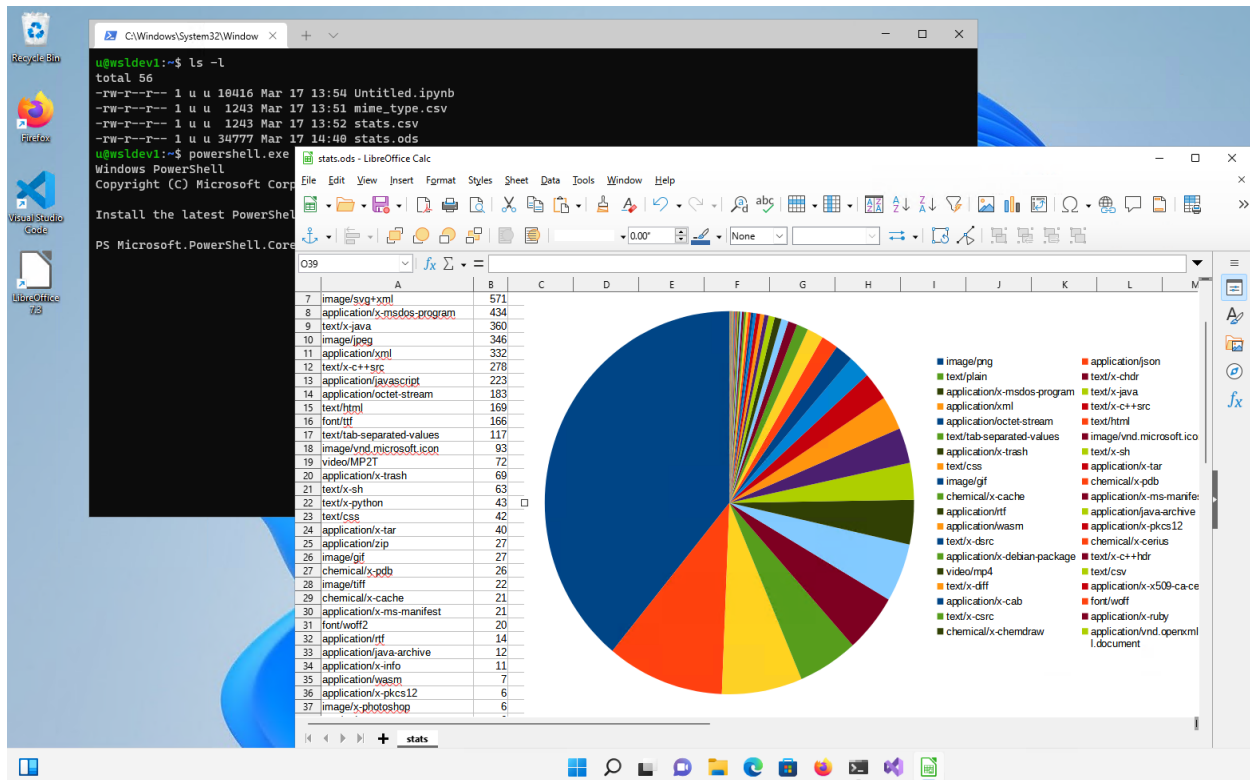 Recycle Bin
Firefox
Visual Studio
Code
LibreOffice
7.3
C:\Windows\System32\Window
u@wsldev1:~$ ls -l
total 56
-rw-r--r-- 1 u u 10416 Mar 17 13:54 Untitled.ipynb
-rw-r--r-- 1 u u 1243 Mar 17 13:51 mime_type.csv
-rw-r--r-- 1 u u 1243 Mar 17 13:52 stats.csv
-rw-r--r-- 1 u u 34777 Mar 17 14:40 stats.ods
u@wsldev1:~$ powershell.exe
Windows PowerShell
Copyright (C) Microsoft Corp
Install the latest PowerShel
PS Microsoft.PowerShell.Core
stats.ods - LibreOffice Calc
File Edit View Insert Format Styles Sheet Data Tools Window Help
0.00" None
O39
A B C D E F G H I J K L M
7 image/svg+xml 571
8 application/x-msdos-program 434
9 text/x-java 360
10 image/jpeg 346
11 application/xml 332
12 text/x-c++src 278
13 application/javascript 223
14 application/octet-stream 183
15 text/html 169
16 font/ttf 166
17 text/tab-separated-values 117
18 image/vnd.microsoft.icon 93
19 video/MP2T 72
20 application/x-trash 69
21 text/x-sh 63
22 text/x-python 43
23 text/css 42
24 application/x-tar 40
25 application/zip 27
26 image/gif 27
27 chemical/x-pdb 26
28 image/tiff 22
29 chemical/x-cache 21
30 application/x-ms-manifest 21
31 font/woff2 20
32 application/rtf 14
33 application/java-archive 12
34 application/x-info 11
35 application/wasm 7
36 application/x-pkcs12 6
37 image/x-photoshop 6
image/png application/json
text/plain text/x-chdr
application/x-msdos-program text/x-java
application/xml text/x-c++src
application/octet-stream text/html
text/tab-separated-values image/vnd.microsoft.ico
application/x-trash text/x-sh
text/css application/x-tar
image/gif chemical/x-pdb
chemical/x-cache application/x-ms-manife
application/rtf application/java-archive
application/wasm application/x-pkcs12
text/x-dsrc chemical/x-cerius
application/x-debian-package text/x-c++hdr
video/mp4 text/csv
text/x-diff application/x-x509-ca-ce
application/x-cab font/woff
text/x-csrc application/x-ruby
chemical/x-chemdraw application/vnd.openxml
l.document
stats